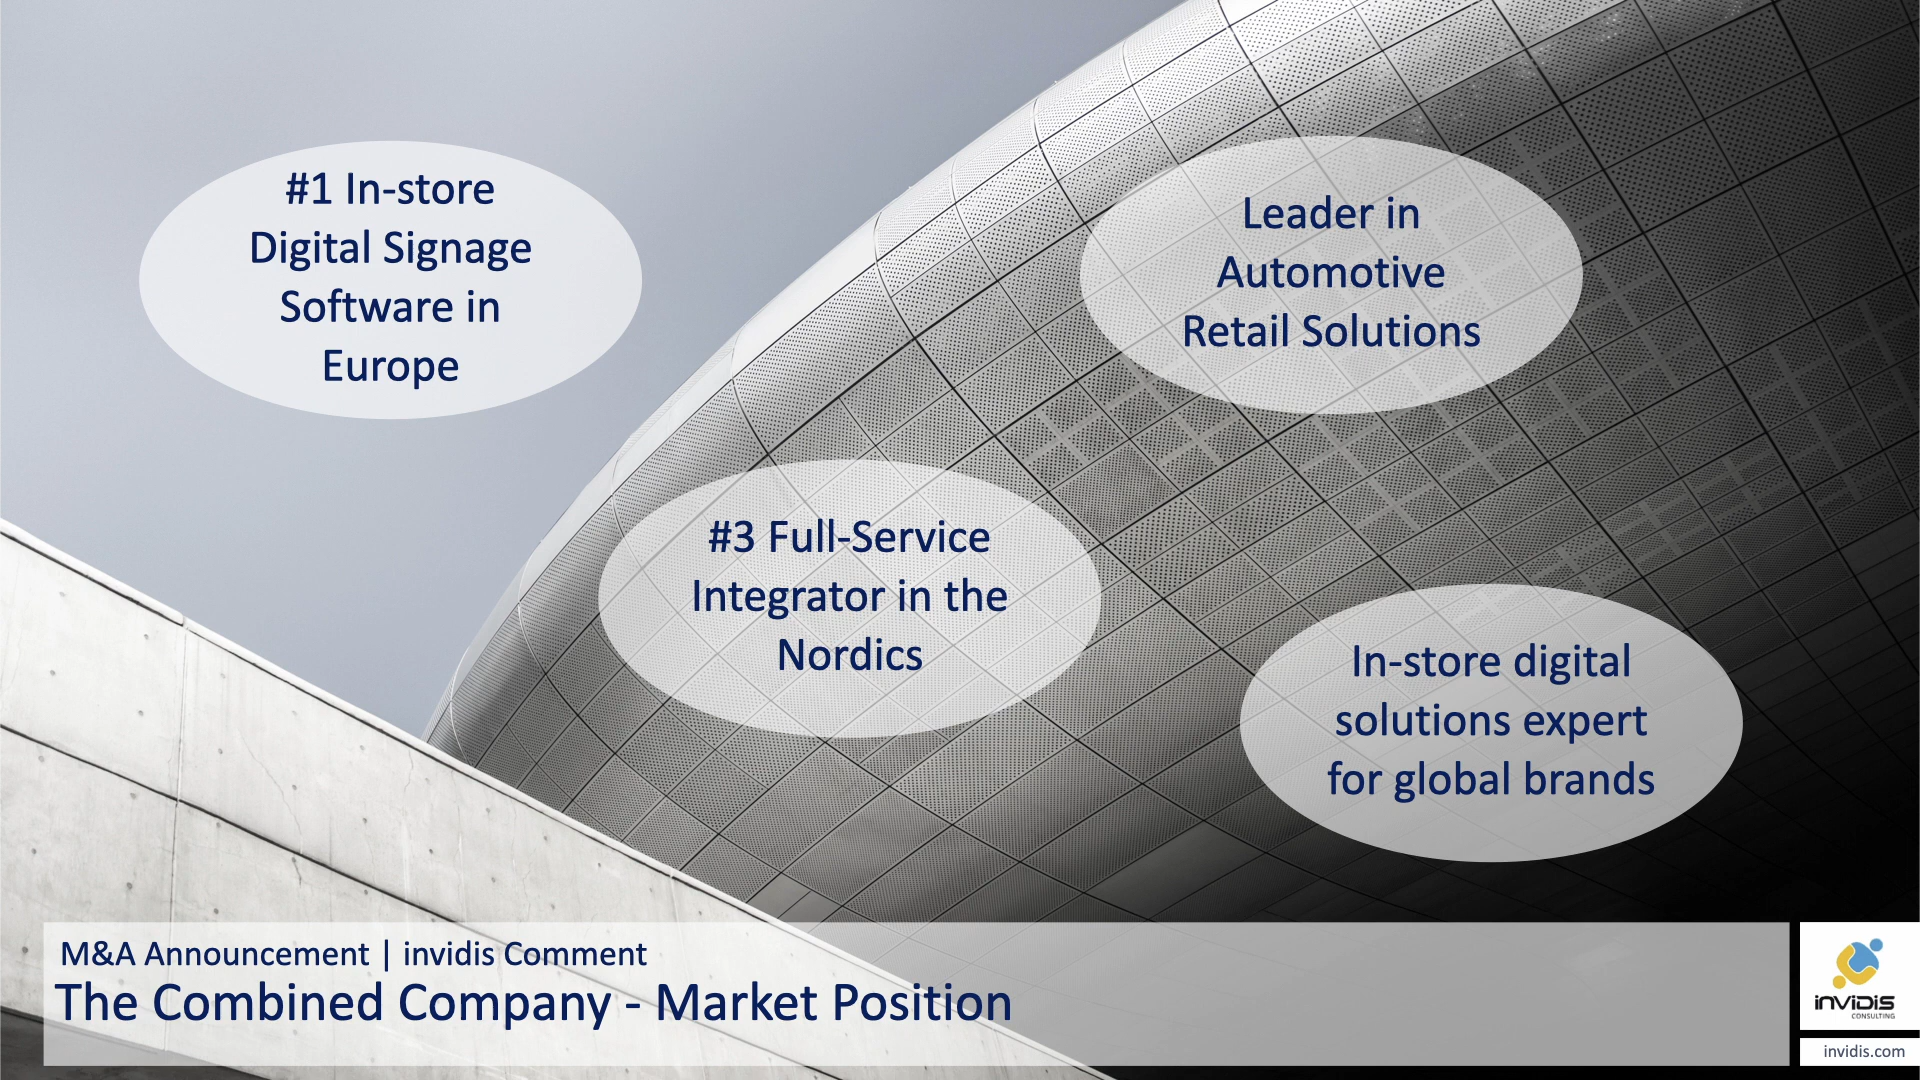 #1 In-store
Digital Signage
Software in
Europe
Leader in
Automotive
Retail Solutions
#3 Full-Service
Integrator in the
Nordics
In-store digital
solutions expert
for global brands
M&A Announcement | invidis Comment
The Combined Company - Market Position
invidis
CONSULTING
invidis.com